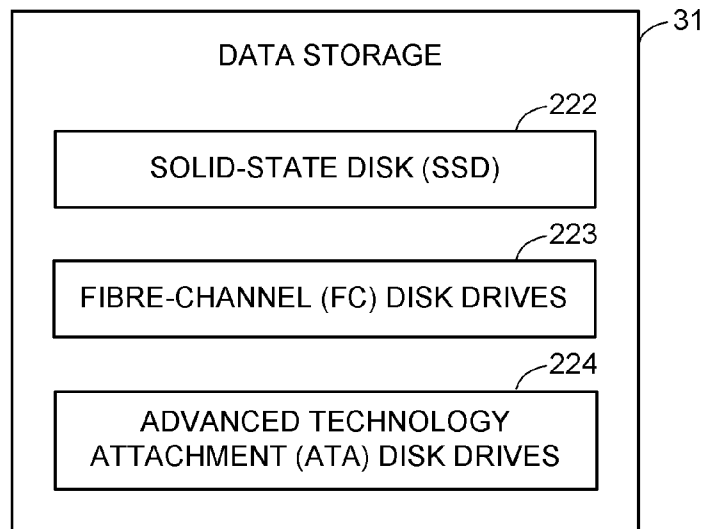 31
DATA STORAGE
222
SOLID-STATE DISK (SSD)
223
FIBRE-CHANNEL (FC) DISK DRIVES
224
ADVANCED TECHNOLOGY
ATTACHMENT (ATA) DISK DRIVES